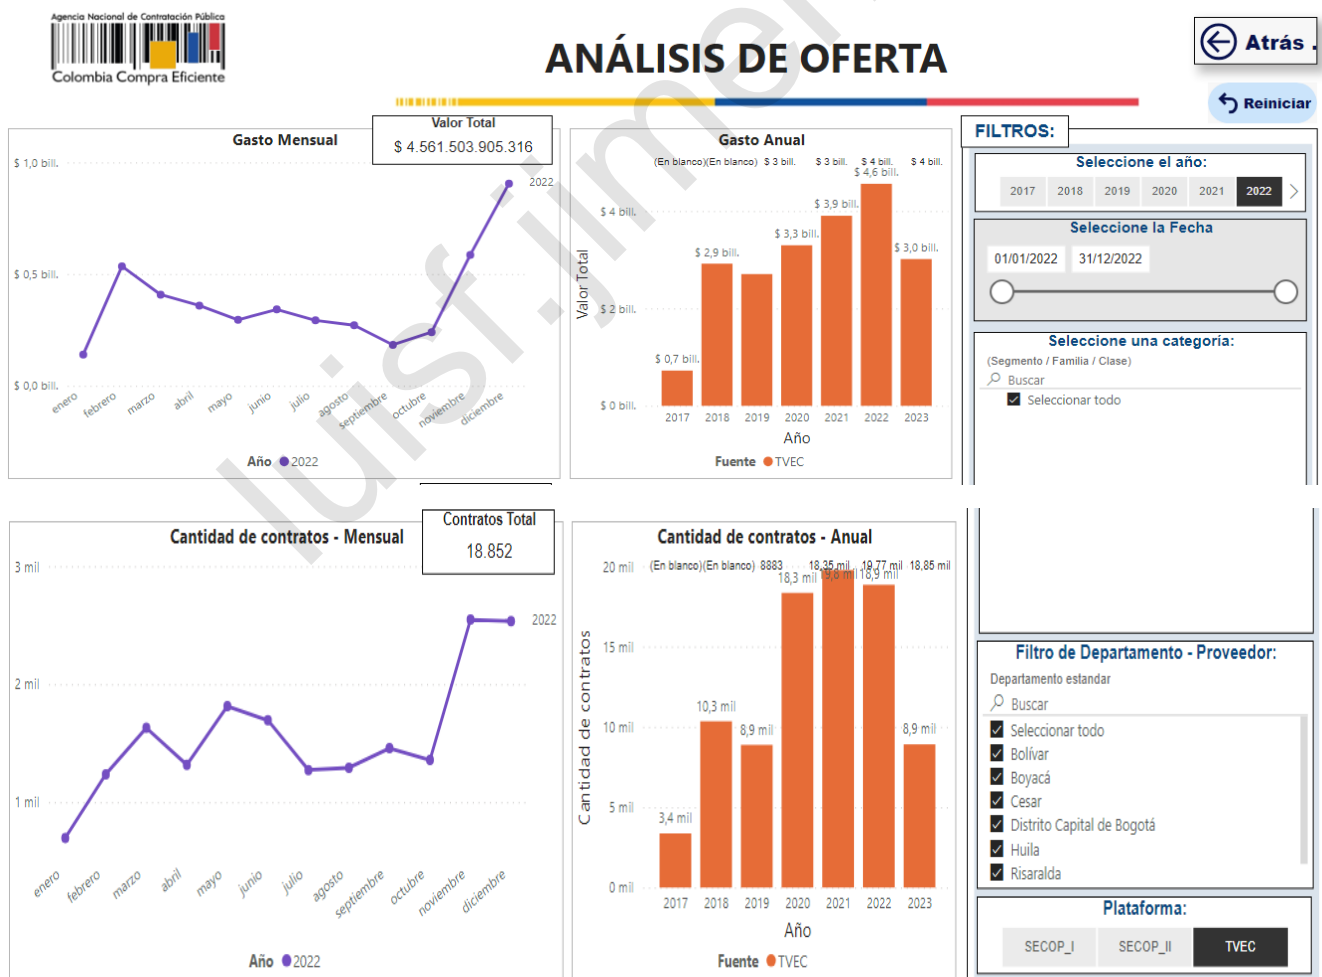 Agencia Nacional de Contratación Pública
Colombia Compra Eficiente
ANÁLISIS DE OFERTA
Atrás .
Reiniciar
luisf.jimen
Gasto Mensual
Valor Total
$ 4.561.503.905.316
$ 1,0 bill.
$ 0,5 bill.
$ 0,0 bill.
2022
enero febrero marzo abril mayo junio julio agosto septiembre octubre noviembre diciembre
Año 2022
Gasto Anual
(En blanco)(En blanco) $ 3 bill. $ 3 bill. $ 4 bill. $ 4 bill.
$ 4,6 bill.
$ 3,9 bill.
$ 3,3 bill.
$ 2,9 bill.
$ 3,0 bill.
$ 0,7 bill.
Valor Total
$ 4 bill.
$ 2 bill.
$ 0 bill.
2017 2018 2019 2020 2021 2022 2023
Año
Fuente TVEC
FILTROS:
Seleccione el año:
2017 2018 2019 2020 2021 2022
Seleccione la Fecha
01/01/2022 31/12/2022
Seleccione una categoría:
(Segmento / Familia / Clase)
Buscar
Seleccionar todo
Cantidad de contratos - Mensual
Contratos Total
18.852
3 mil
2 mil
1 mil
2022
enero febrero marzo abril mayo junio julio agosto septiembre octubre noviembre diciembre
Año 2022
Cantidad de contratos - Anual
(En blanco)(En blanco) 8883 18,35 mil 19,77 mil 18,85 mil
18,3 mil 19,8 mil 18,9 mil
10,3 mil
8,9 mil
8,9 mil
3,4 mil
Cantidad de contratos
20 mil
15 mil
10 mil
5 mil
0 mil
2017 2018 2019 2020 2021 2022 2023
Año
Fuente TVEC
Filtro de Departamento - Proveedor:
Departamento estandar
Buscar
Seleccionar todo
Bolívar
Boyacá
Cesar
Distrito Capital de Bogotá
Huila
Risaralda
Plataforma:
SECOP_I SECOP_II TVEC